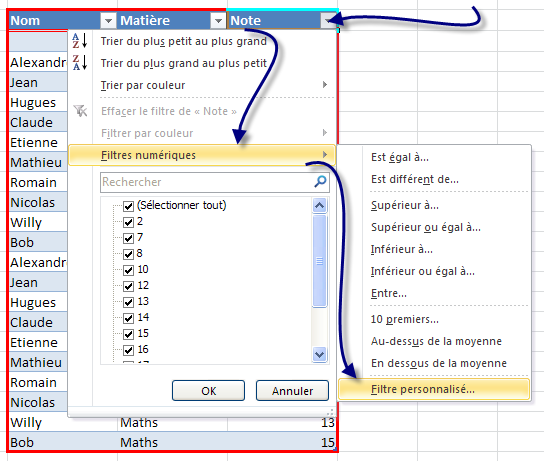 Nom Matière Note
Trier du plus petit au plus grand
Trier du plus grand au plus petit
Alexandr
Jean Trier par couleur
Hugues Effacer le filtre de « Note »
Claude Filtrer par couleur
Etienne Filtres numériques
Est égal à...
Mathieu
Est différent de...
Romain Rechercher
Nicolas (Sélectionner tout) Supérieur à...
Willy 2 Supérieur ou égal à...
Bob 7 Inférieur à...
Alexandr 8 Inférieur ou égal à...
Jean 10 Entre...
Hugues 12
13 10 premiers...
Claude 14 Au-dessus de la moyenne
Etienne 15 En dessous de la moyenne
Mathieu 16
17
Romain OK Annuler Filtre personnalisé...
Nicolas
Willy Maths 13
Bob Maths 15